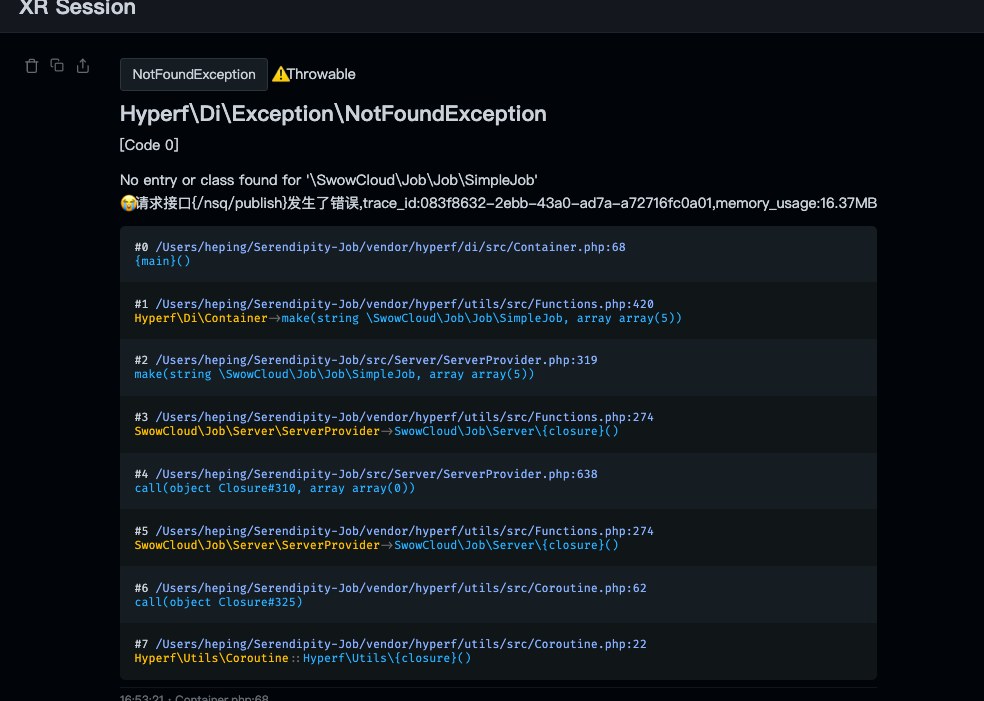 XR Session
NotFoundException ⚠️Throwable
Hyperf\Di\Exception\NotFoundException
[Code 0]
No entry or class found for '\SwowCloud\Job\Job\SimpleJob'
😭请求接口{/nsq/publish}发生了错误,trace_id:083f8632-2ebb-43a0-ad7a-a72716fc0a01,memory_usage:16.37MB
#0 /Users/heping/Serendipity-Job/vendor/hyperf/di/src/Container.php:68
{main}()
#1 /Users/heping/Serendipity-Job/vendor/hyperf/utils/src/Functions.php:420
Hyperf\Di\Container→make(string \SwowCloud\Job\Job\SimpleJob, array array(5))
#2 /Users/heping/Serendipity-Job/src/Server/ServerProvider.php:319
make(string \SwowCloud\Job\Job\SimpleJob, array array(5))
#3 /Users/heping/Serendipity-Job/vendor/hyperf/utils/src/Functions.php:274
SwowCloud\Job\Server\ServerProvider→SwowCloud\Job\Server\{closure}()
#4 /Users/heping/Serendipity-Job/src/Server/ServerProvider.php:638
call(object Closure#310, array array(0))
#5 /Users/heping/Serendipity-Job/vendor/hyperf/utils/src/Functions.php:274
SwowCloud\Job\Server\ServerProvider→SwowCloud\Job\Server\{closure}()
#6 /Users/heping/Serendipity-Job/vendor/hyperf/utils/src/Coroutine.php:62
call(object Closure#325)
#7 /Users/heping/Serendipity-Job/vendor/hyperf/utils/src/Coroutine.php:22
Hyperf\Utils\Coroutine::Hyperf\Utils\{closure}()
16:53:21 · Container.php:68